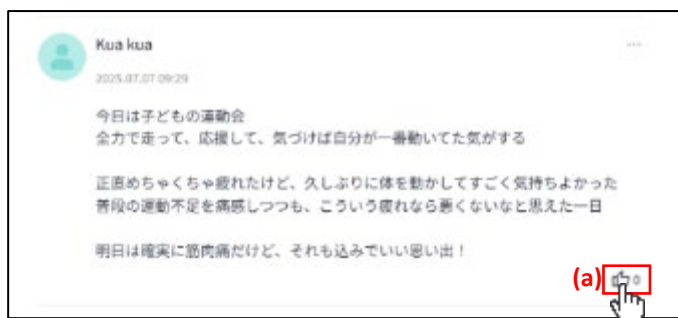 Kua kua
...
2025.07.07 09:29
今日は子どもの運動会
全力で走って、応援して、気づけば自分が一番動いてた気がする
正直めちゃくちゃ疲れたけど、久しぶりに体を動かしてすごく気持ちよかった
普段の運動不足を痛感しつつも、こういう疲れなら悪くないなと思えた一日
明日は確実に筋肉痛だけど、それも込みでいい思い出！
(a) 0